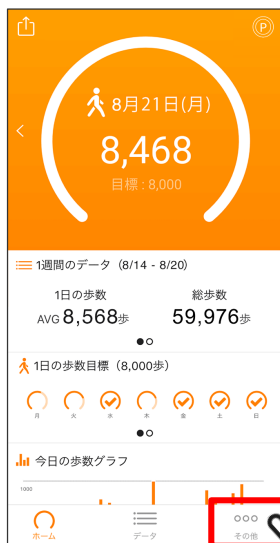 P
8月21日(月)
8,468
目標 : 8,000
1週間のデータ（8/14 - 8/20）
1日の歩数 総歩数
AVG 8,568歩 59,976歩
1日の歩数目標（8,000歩）
月 火 水 木 金 土 日
今日の歩数グラフ
1000
ホーム データ その他